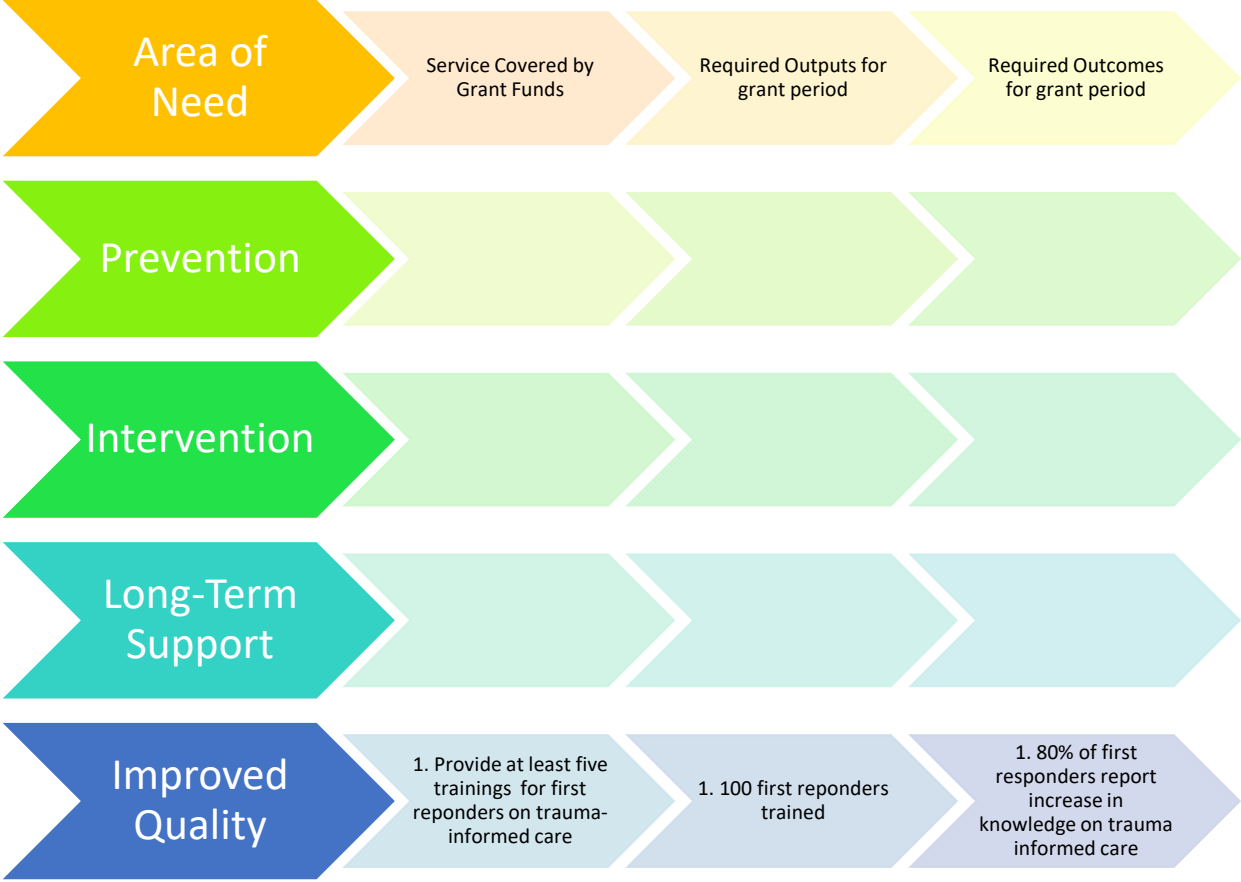 Area of
Need
Service Covered by
Grant Funds
Required Outputs for
grant period
Required Outcomes
for grant period
Prevention
Intervention
Long-Term
Support
Improved
Quality
1. Provide at least five
trainings  for first
reponders on trauma-
informed care
1. 100 first reponders
trained
1. 80% of first
responders report
increase in
knowledge on trauma
informed care